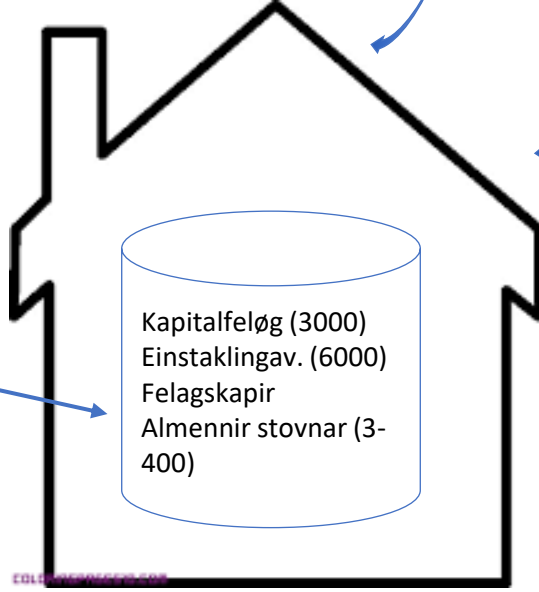 Kapitalfeløg (3000)
Einstaklingav. (6000)
Felagskapir
Almennir stovnar (3-
400)